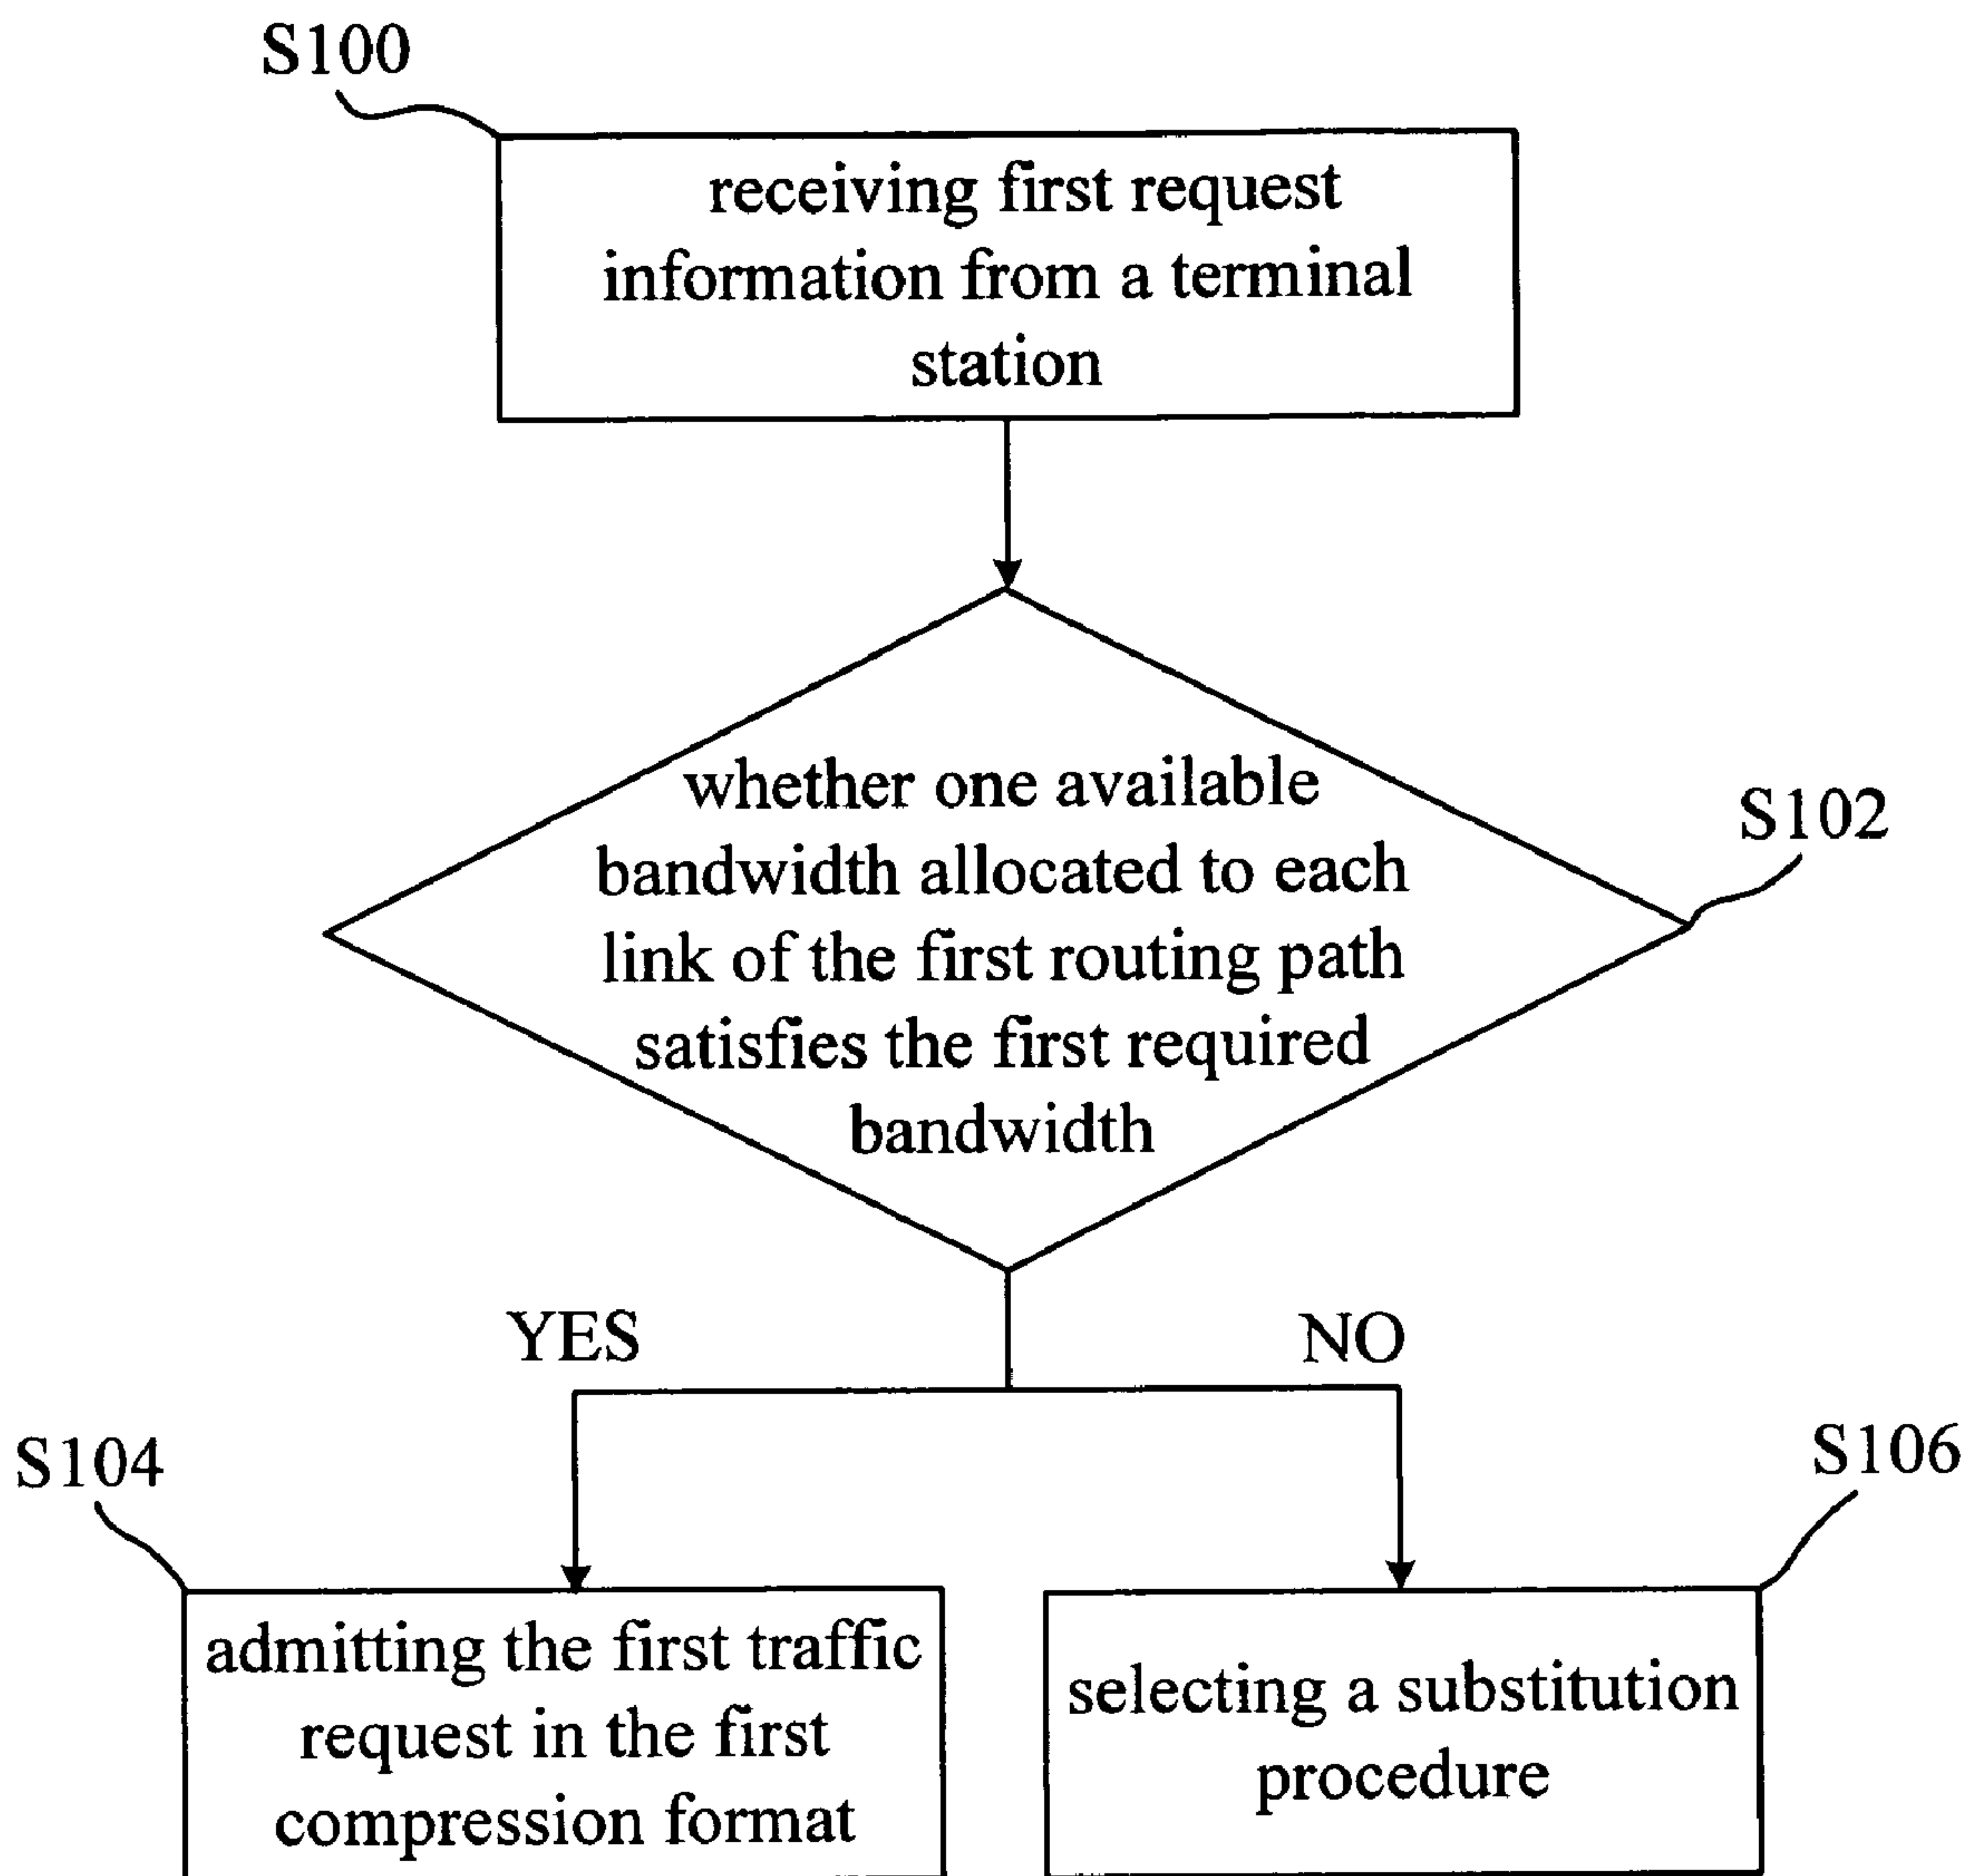 S100
receiving first request
information from a terminal
station
whether one available
bandwidth allocated to each
link of the first routing path
satisfies the first required
bandwidth
S102
YES
NO
S104
S106
admitting the first traffic
request in the first
compression format
selecting a substitution
procedure